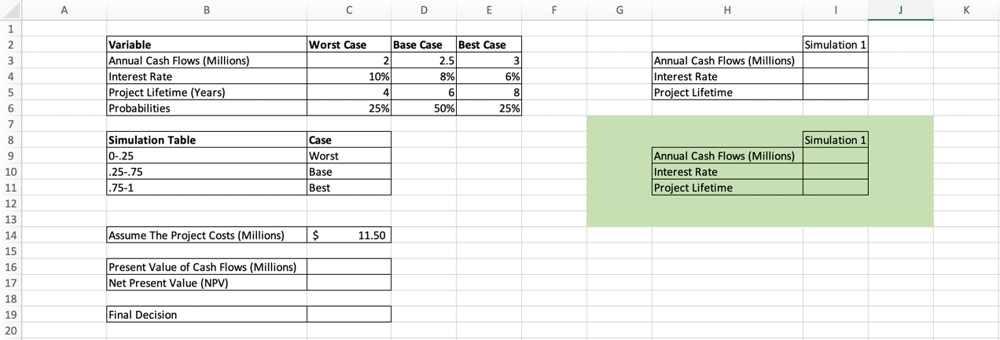 A B C D E F G H I J K
1
2 Variable Worst Case Base Case Best Case Simulation 1
3 Annual Cash Flows (Millions) 2 2.5 3 Annual Cash Flows (Millions)
4 Interest Rate 10% 8% 6% Interest Rate
5 Project Lifetime (Years) 4 6 8 Project Lifetime
6 Probabilities 25% 50% 25%
7
8 Simulation Table Case Simulation 1
9 0-.25 Worst Annual Cash Flows (Millions)
10 .25-.75 Base Interest Rate
11 .75-1 Best Project Lifetime
12
13
14 Assume The Project Costs (Millions) $ 11.50
15
16 Present Value of Cash Flows (Millions)
17 Net Present Value (NPV)
18
19 Final Decision
20